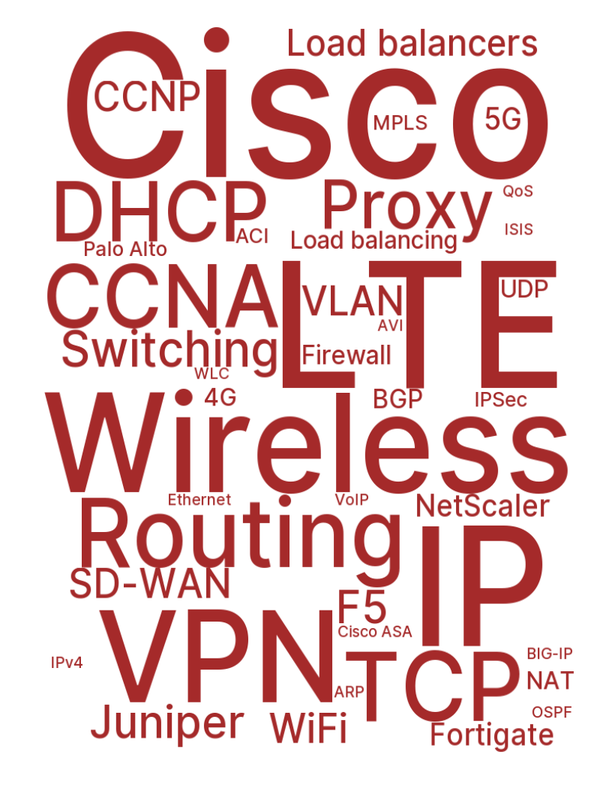 Load balancers
Cisco
CCNP
MPLS
5G
DHCP
Proxy
QoS
ACI
ISIS
Palo Alto
Load balancing
CCNA
LTE
VLAN
UDP
AVI
Switching
Firewall
WLC
4G
BGP
IPSec
Wireless
Ethernet
VoIP
NetScaler
Routing
IP
SD-WAN
F5
VPN
Cisco ASA
IPv4
TCP
BIG-IP
NAT
ARP
OSPF
Juniper
WiFi
Fortigate